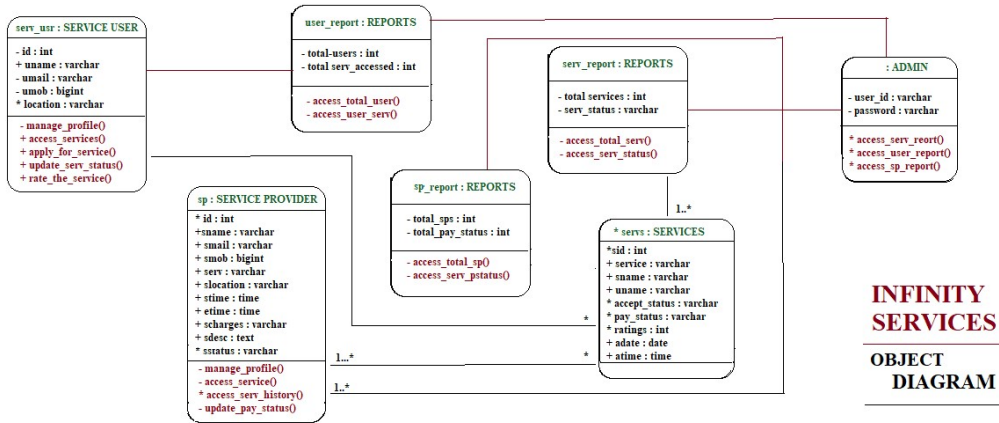 serv_usr : SERVICE USER
- id : int
+ uname : varchar
- umail : varchar
- umob : bigint
* location : varchar
- manage_profile()
+ access_services()
+ apply_for_service()
+ update_serv_status()
+ rate_the_service()
user_report : REPORTS
- total-users : int
- total serv_accessed : int
- access_total_user()
- access_user_serv()
serv_report : REPORTS
- total services : int
- serv_status : varchar
- access_total_serv()
- access_serv_status()
: ADMIN
- user_id : varchar
- password : varchar
* access_serv_reort()
* access_user_report()
* access_sp_report()
sp : SERVICE PROVIDER
* id : int
+sname : varchar
+ smail : varchar
+ smob : bigint
+ serv : varchar
+ slocation : varchar
+ stime : time
+ etime : time
+ scharges : varchar
+ sdesc : text
* sstatus : varchar
- manage_profile()
- access_service()
* access_serv_history()
- update_pay_status()
sp_report : REPORTS
- total_sps : int
- total_pay_status : int
- access_total_sp()
- access_serv_pstatus()
1..*
* servs : SERVICES
*sid : int
+ service : varchar
+ sname : varchar
+ uname : varchar
* accept_status : varchar
* pay_status : varchar
* ratings : int
+ adate : date
+ atime : time
*
1...*
*
1..*
INFINITY
SERVICES
OBJECT
DIAGRAM